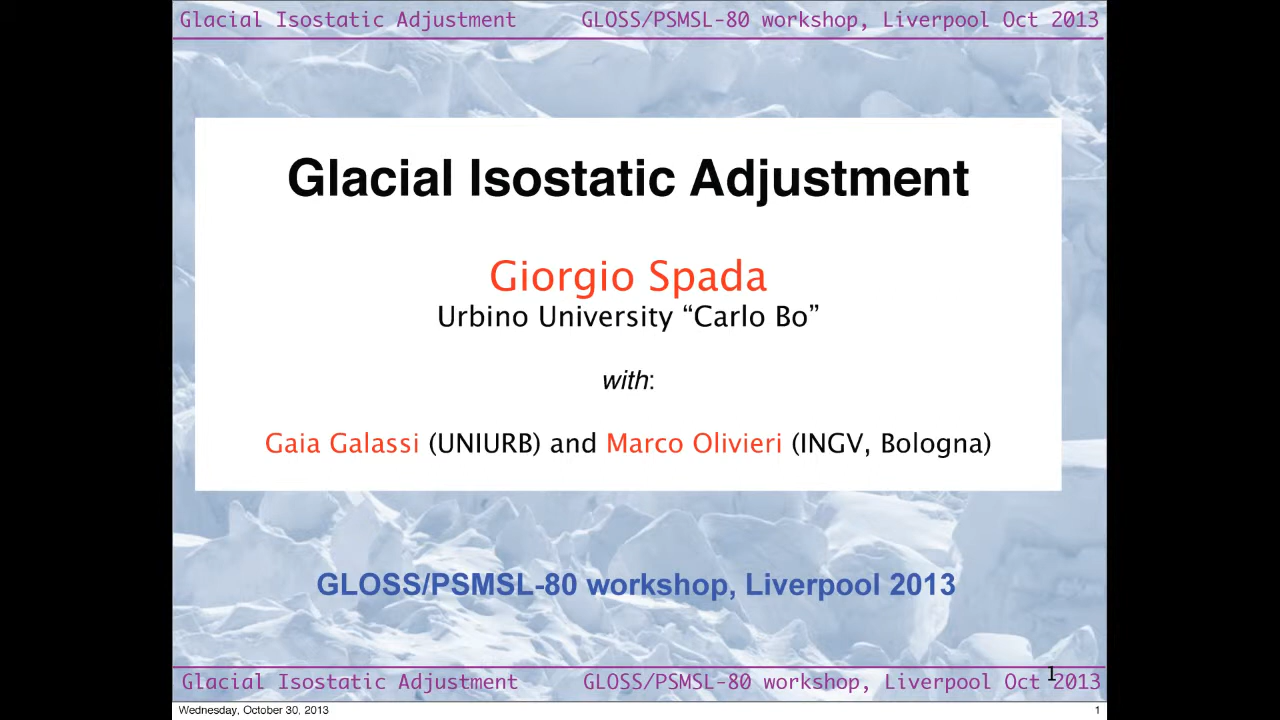 Glacial Isostatic Adjustment GLOSS/PSMSL-80 workshop, Liverpool Oct 2013
Glacial Isostatic Adjustment
Giorgio Spada
Urbino University “Carlo Bo”
with:
Gaia Galassi (UNIURB) and Marco Olivieri (INGV, Bologna)
GLOSS/PSMSL-80 workshop, Liverpool 2013
1
Glacial Isostatic Adjustment GLOSS/PSMSL-80 workshop, Liverpool Oct 2013
Wednesday, October 30, 2013 1